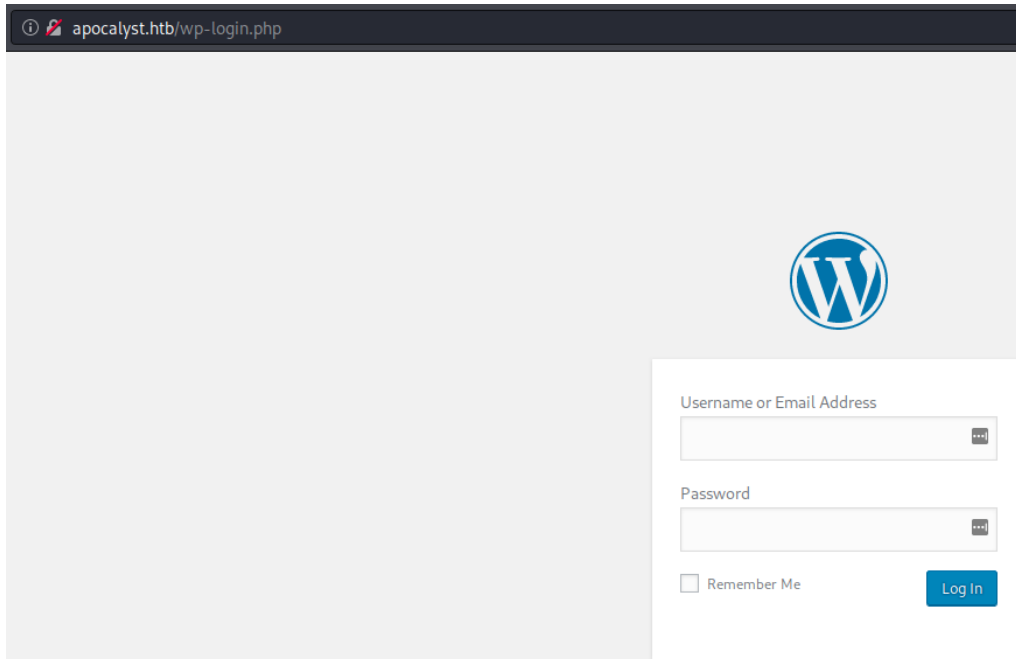 apocalyst.htb/wp-login.php
Username or Email Address
Password
Remember Me
Log In